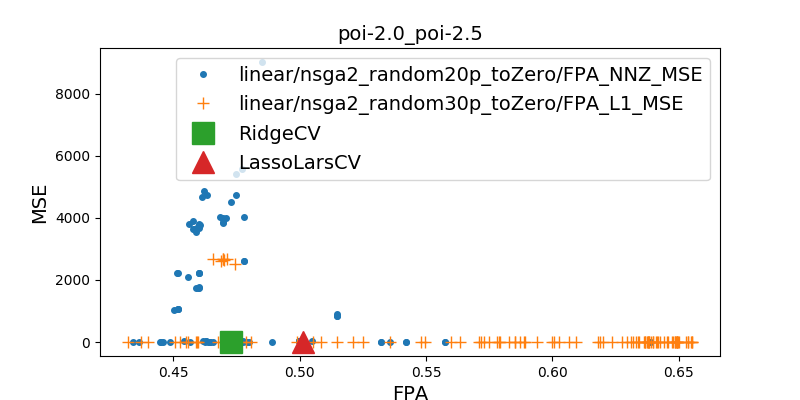 poi-2.0_poi-2.5
linear/nsga2_random20p_toZero/FPA_NNZ_MSE
linear/nsga2_random30p_toZero/FPA_L1_MSE
RidgeCV
LassoLarsCV
MSE
8000
6000
4000
2000
0
0.45
0.50
0.55
0.60
0.65
FPA